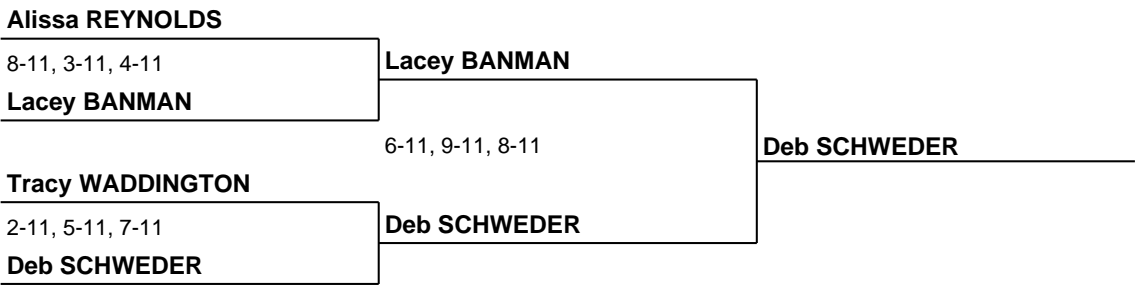 Alissa REYNOLDS
8-11, 3-11, 4-11
Lacey BANMAN
Lacey BANMAN
6-11, 9-11, 8-11
Deb SCHWEDER
Tracy WADDINGTON
2-11, 5-11, 7-11
Deb SCHWEDER
Deb SCHWEDER